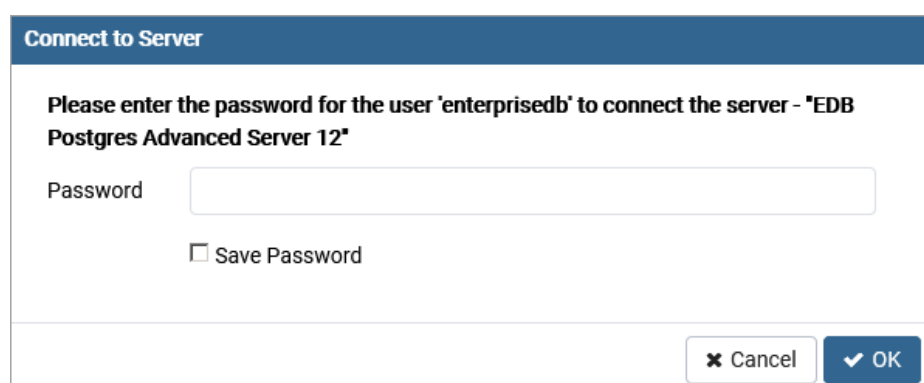 Connect to Server
Please enter the password for the user 'enterprisedb' to connect the server - "EDB
Postgres Advanced Server 12"
Password
Save Password
Cancel OK